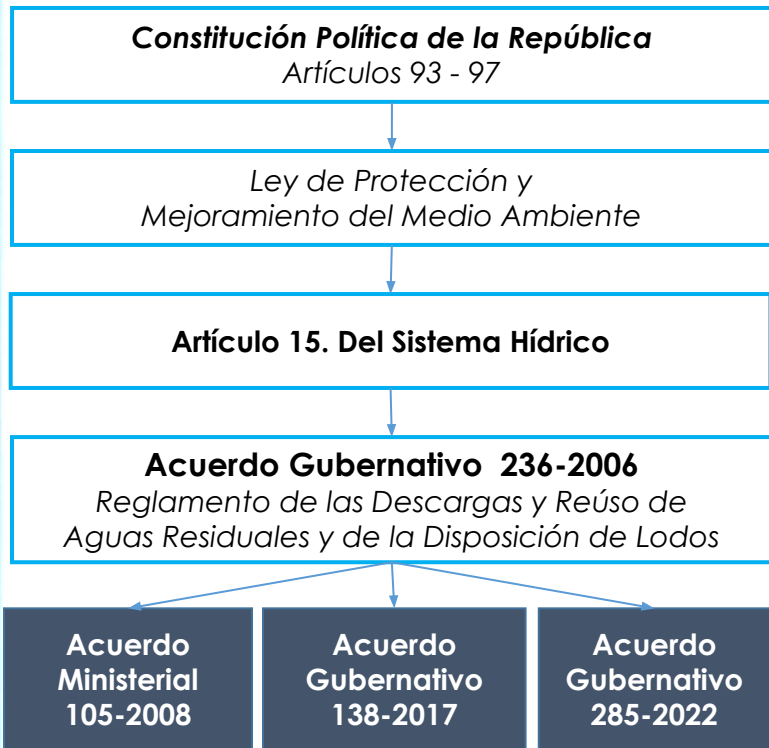 Constitución Política de la República
Artículos 93 - 97
Ley de Protección y
Mejoramiento del Medio Ambiente
Artículo 15. Del Sistema Hídrico
Acuerdo Gubernativo 236-2006
Reglamento de las Descargas y Reúso de
Aguas Residuales y de la Disposición de Lodos
Acuerdo
Ministerial
105-2008
Acuerdo
Gubernativo
138-2017
Acuerdo
Gubernativo
285-2022